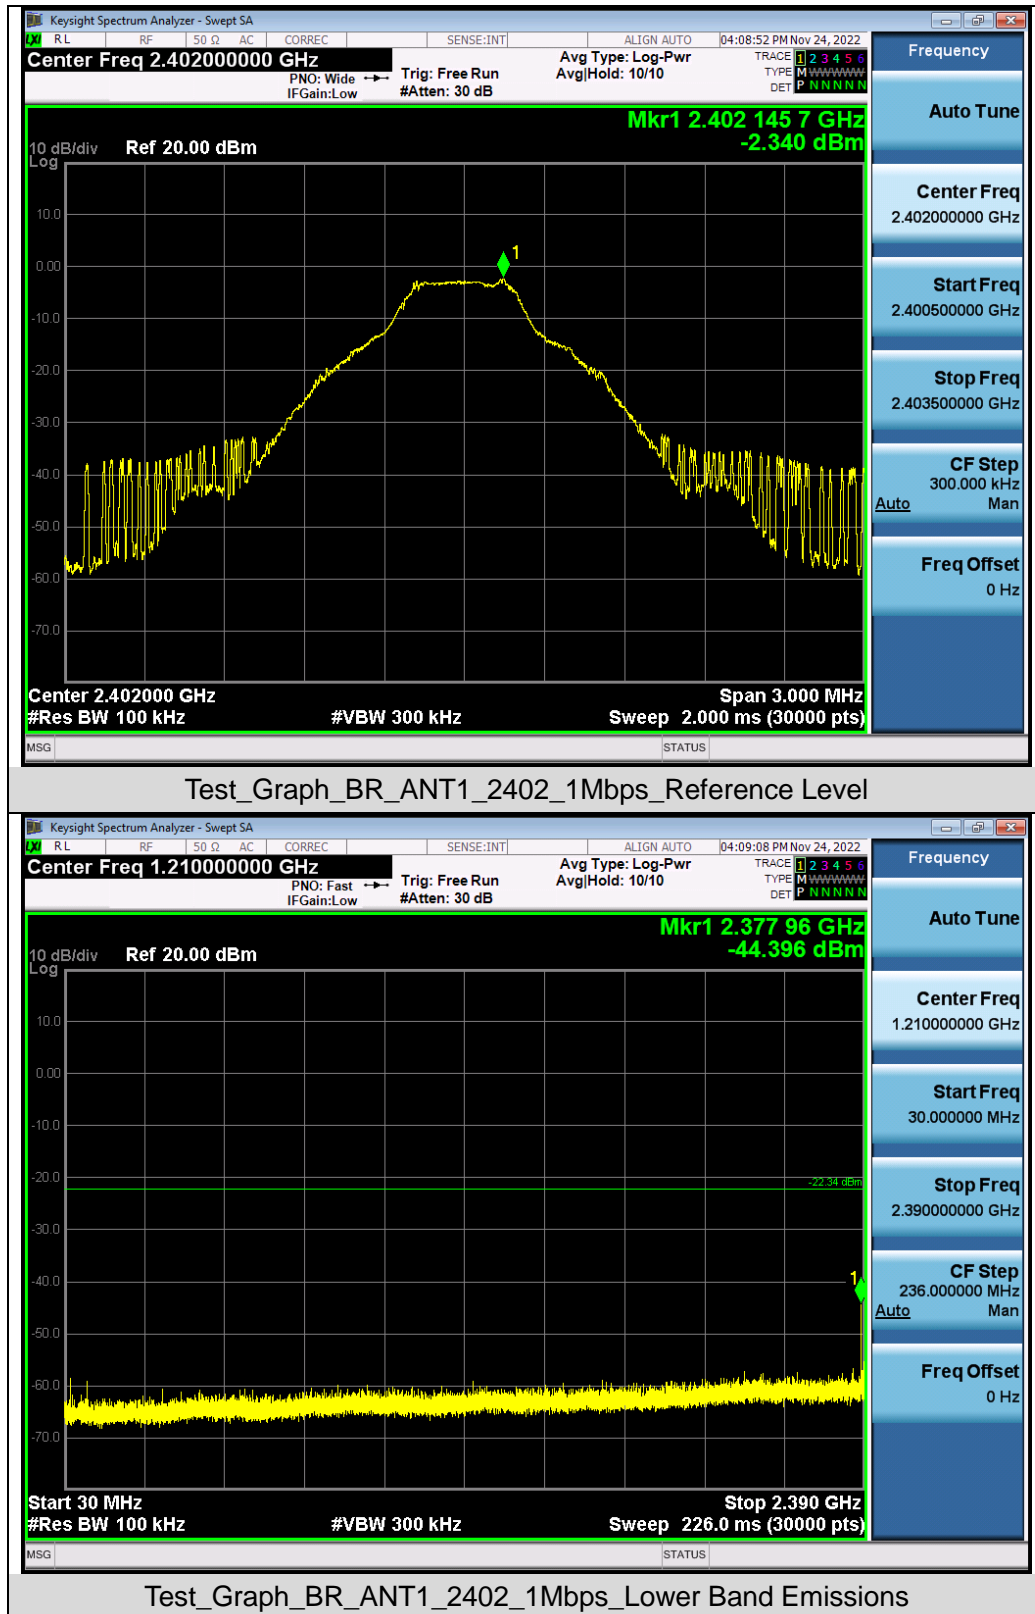 Keysight Spectrum Analyzer - Swept SA
LXI RL RF 50 Ω AC CORREC SENSE:INT ALIGN AUTO 04:08:52 PM Nov 24, 2022
Center Freq 2.402000000 GHz
PNO: Wide
IFGain:Low
Trig: Free Run
#Atten: 30 dB
Avg Type: Log-Pwr
Avg|Hold: 10/10
TRACE 1 2 3 4 5 6
TYPE M WWWWW
DET P N N N N N
Mkr1 2.402 145 7 GHz
-2.340 dBm
10 dB/div Ref 20.00 dBm
Log
10.0
0.00
-10.0
-20.0
-30.0
-40.0
-50.0
-60.0
-70.0
1
Center 2.402000 GHz Span 3.000 MHz
#Res BW 100 kHz #VBW 300 kHz Sweep 2.000 ms (30000 pts)
MSG STATUS
Frequency
Auto Tune
Center Freq
2.402000000 GHz
Start Freq
2.400500000 GHz
Stop Freq
2.403500000 GHz
CF Step
300.000 kHz
Auto Man
Freq Offset
0 Hz
Test_Graph_BR_ANT1_2402_1Mbps_Reference Level
Keysight Spectrum Analyzer - Swept SA
LXI RL RF 50 Ω AC CORREC SENSE:INT ALIGN AUTO 04:09:08 PM Nov 24, 2022
Center Freq 1.210000000 GHz
PNO: Fast
IFGain:Low
Trig: Free Run
#Atten: 30 dB
Avg Type: Log-Pwr
Avg|Hold: 10/10
TRACE 1 2 3 4 5 6
TYPE M WWWWW
DET P N N N N N
Mkr1 2.377 96 GHz
-44.396 dBm
10 dB/div Ref 20.00 dBm
Log
10.0
0.00
-10.0
-20.0
-30.0
-40.0
-50.0
-60.0
-70.0
-22.34 dBm
1
Start 30 MHz Stop 2.390 GHz
#Res BW 100 kHz #VBW 300 kHz Sweep 226.0 ms (30000 pts)
MSG STATUS
Frequency
Auto Tune
Center Freq
1.210000000 GHz
Start Freq
30.000000 MHz
Stop Freq
2.390000000 GHz
CF Step
236.000000 MHz
Auto Man
Freq Offset
0 Hz
Test_Graph_BR_ANT1_2402_1Mbps_Lower Band Emissions